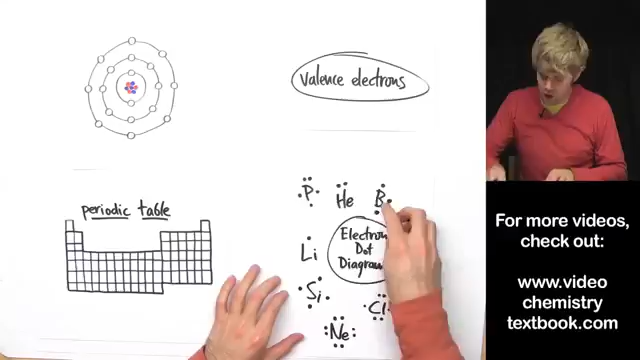 Valence electrons
periodic table
P
He
B
Li
Electron
Dot
Diagram
Si
Cl
Ne
For more videos,
check out:
www.video
chemistry
textbook.com